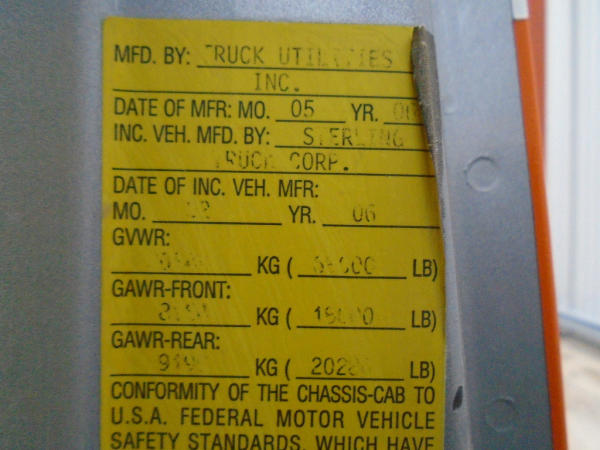 MFD. BY: TRUCK UTILITIES
INC.
DATE OF MFR: MO. 05 YR. 06
INC. VEH. MFD. BY: STERLING
TRUCK CORP.
DATE OF INC. VEH. MFR:
MO. YR. 06
GVWR:
KG ( LB)
GAWR-FRONT:
KG ( LB)
GAWR-REAR:
KG ( LB)
CONFORMITY OF THE CHASSIS-CAB TO
U.S.A. FEDERAL MOTOR VEHICLE
SAFETY STANDARDS, WHICH HAVE